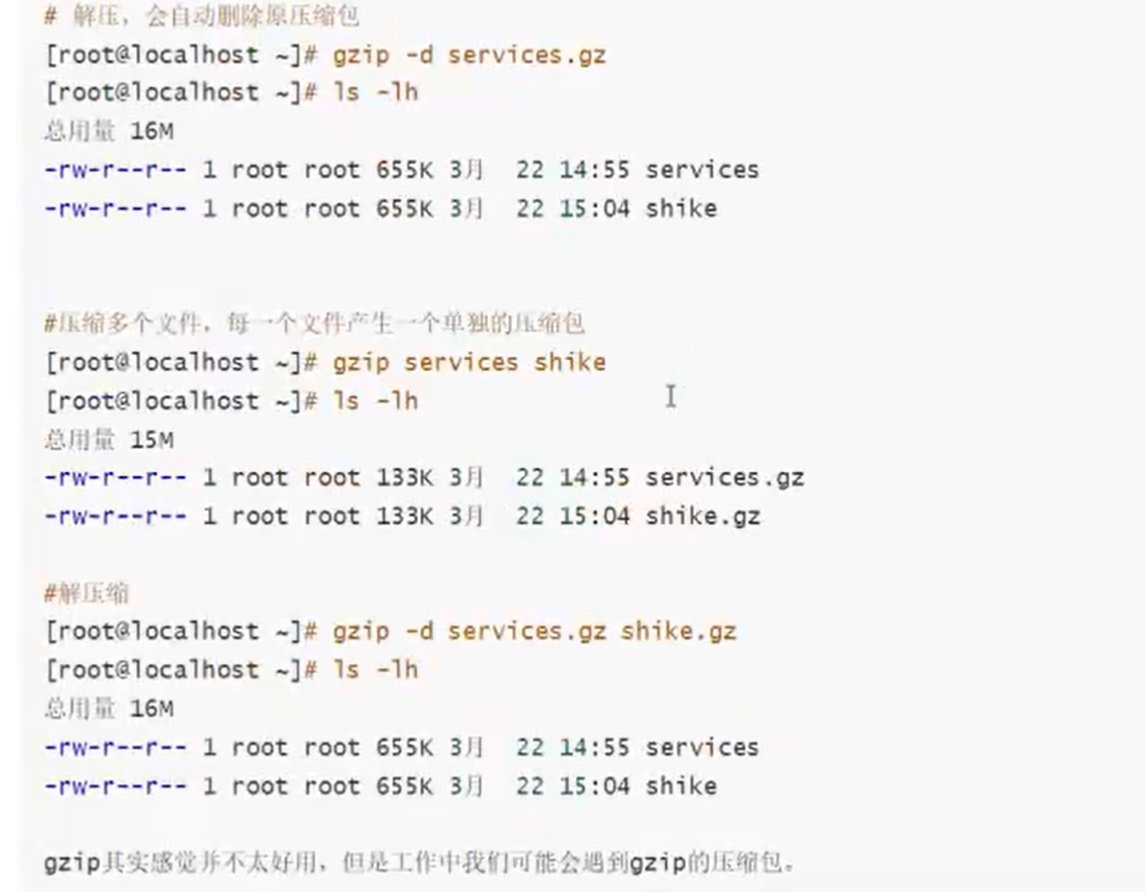 # 解压，会自动删除原压缩包
[root@localhost ~]# gzip -d services.gz
[root@localhost ~]# ls -lh
总用量 16M
-rw-r--r-- 1 root root 655K 3月  22 14:55 services
-rw-r--r-- 1 root root 655K 3月  22 15:04 shike
#压缩多个文件，每一个文件产生一个单独的压缩包
[root@localhost ~]# gzip services shike
[root@localhost ~]# ls -lh
总用量 15M
-rw-r--r-- 1 root root 133K 3月  22 14:55 services.gz
-rw-r--r-- 1 root root 133K 3月  22 15:04 shike.gz
#解压缩
[root@localhost ~]# gzip -d services.gz shike.gz
[root@localhost ~]# ls -lh
总用量 16M
-rw-r--r-- 1 root root 655K 3月  22 14:55 services
-rw-r--r-- 1 root root 655K 3月  22 15:04 shike
gzip其实感觉并不太好用，但是工作中我们可能会遇到gzip的压缩包。